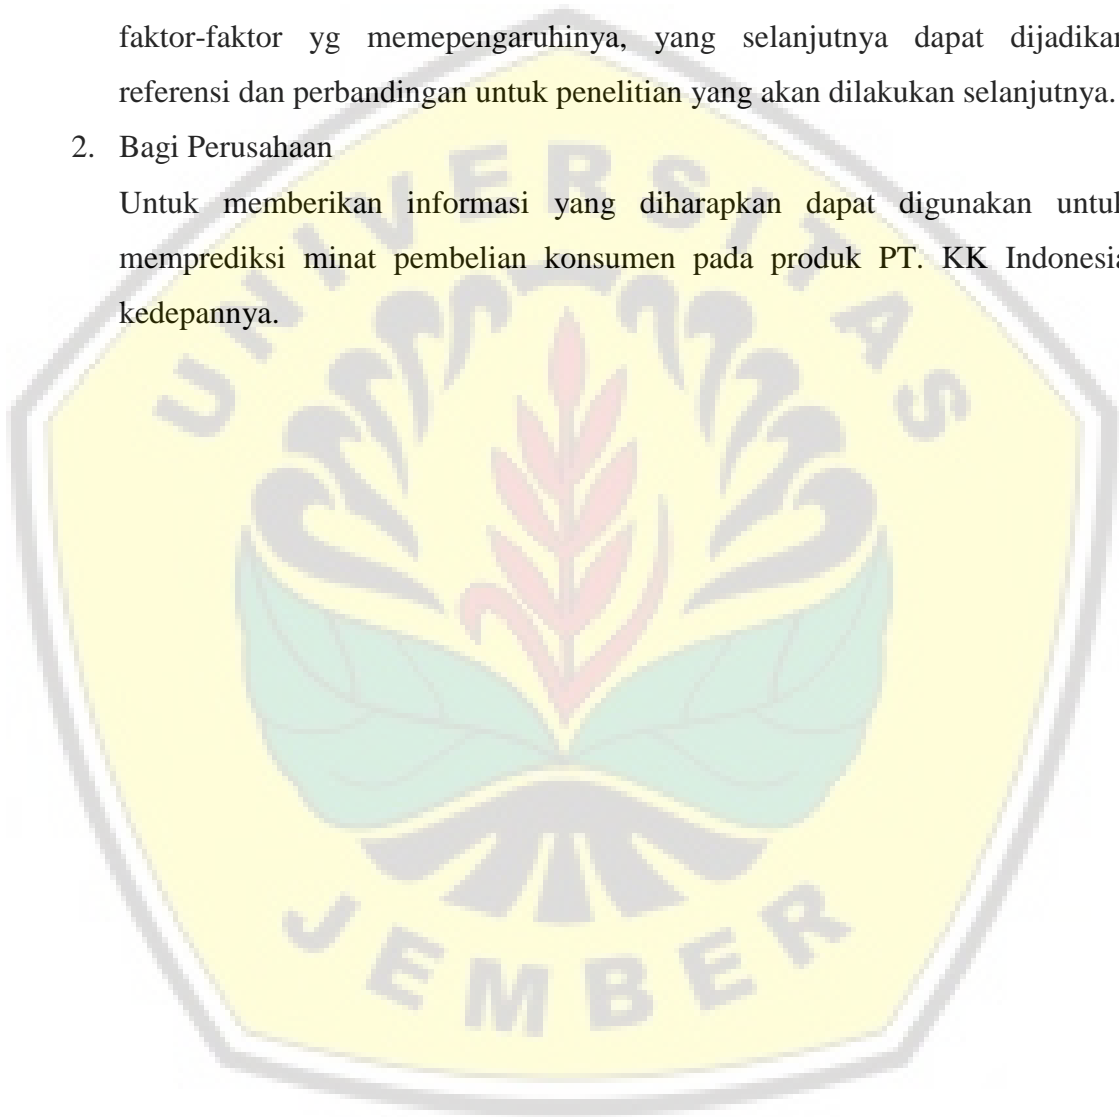 faktor-faktor yg memepengaruhinya, yang selanjutnya dapat dijadikan
referensi dan perbandingan untuk penelitian yang akan dilakukan selanjutnya.
2. Bagi Perusahaan
Untuk memberikan informasi yang diharapkan dapat digunakan untuk
memprediksi minat pembelian konsumen pada produk PT. KK Indonesia
kedepannya.
UNIVERSITAS
JEMBER